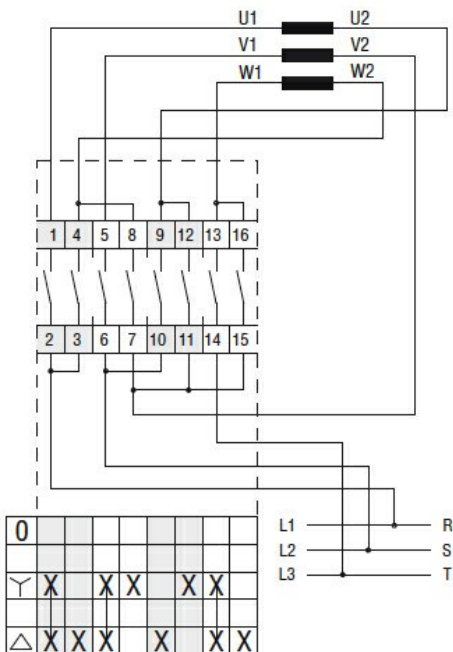 U1 U2
V1 V2
W1 W2
1 4 5 8 9 12 13 16
2 3 6 7 10 11 14 15
L1 R
L2 S
L3 T
0
Y X X X X X
△ X X X X X X